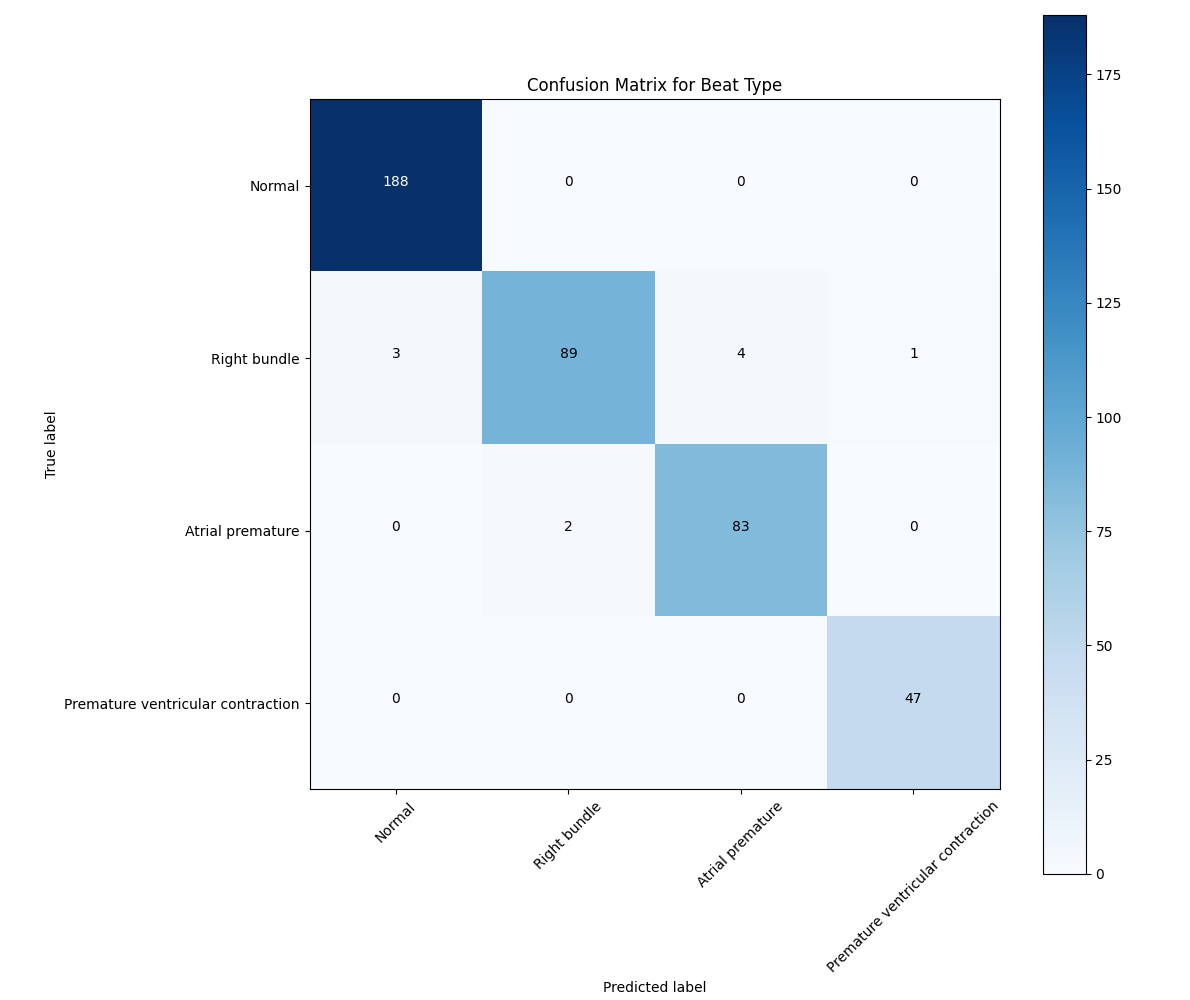 Confusion Matrix for Beat Type
True label
Normal
188 0 0 0
Right bundle
3 89 4 1
Atrial premature
0 2 83 0
Premature ventricular contraction
0 0 0 47
Normal
Right bundle
Atrial premature
Premature ventricular contraction
Predicted label
175
150
125
100
75
50
25
0